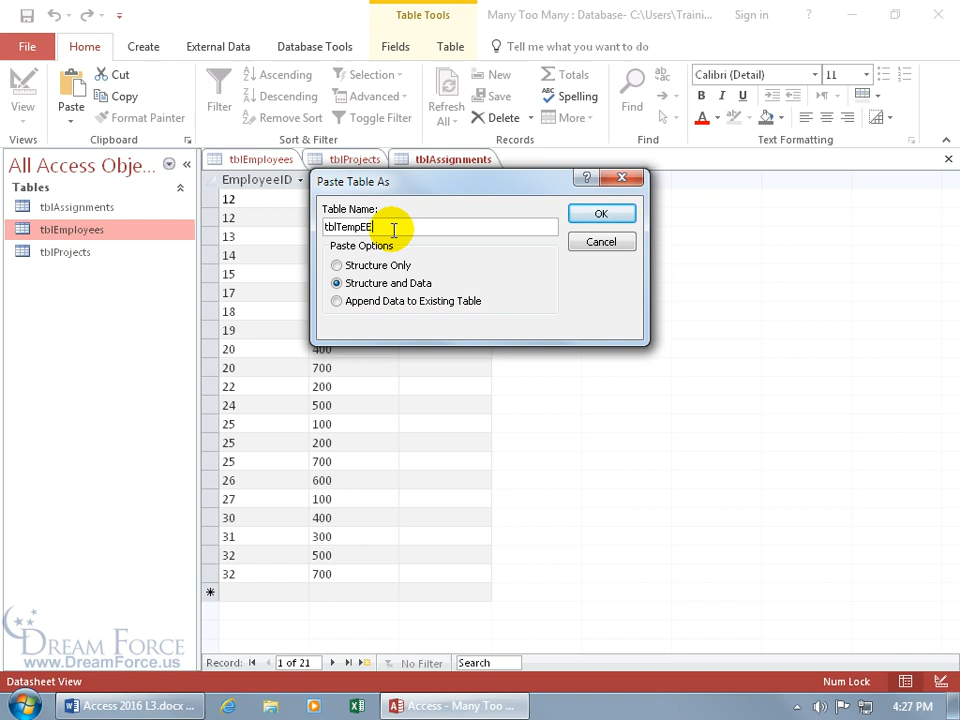 Table Tools
Many Too Many : Database- C:\Users\Traini...
Sign in
?
File
Home
Create
External Data
Database Tools
Fields
Table
Tell me what you want to do
View
Views
Paste
Cut
Copy
Format Painter
Clipboard
Filter
Ascending
Descending
Remove Sort
Selection
Advanced
Toggle Filter
Sort & Filter
Refresh
All
New
Save
Delete
Totals
Spelling
More
Records
Find
Find
Calibri (Detail)
11
B I U
Text Formatting
All Access Obje...
Tables
tblAssignments
tblEmployees
tblProjects
tblEmployees
tblProjects
tblAssignments
EmployeeID
12
12
13
14
15
17
18
19
20 400
20 700
22 200
24 500
25 100
25 200
25 700
26 600
27 100
30 400
31 300
32 500
32 700
Paste Table As
?
Table Name:
tblTempEE
Paste Options
Structure Only
Structure and Data
Append Data to Existing Table
OK
Cancel
DREAM FORCE
www.DreamForce.us
Record:
1 of 21
No Filter
Search
Datasheet View
Num Lock
Access 2016 L3.docx ...
Access - Many Too ...
4:27 PM